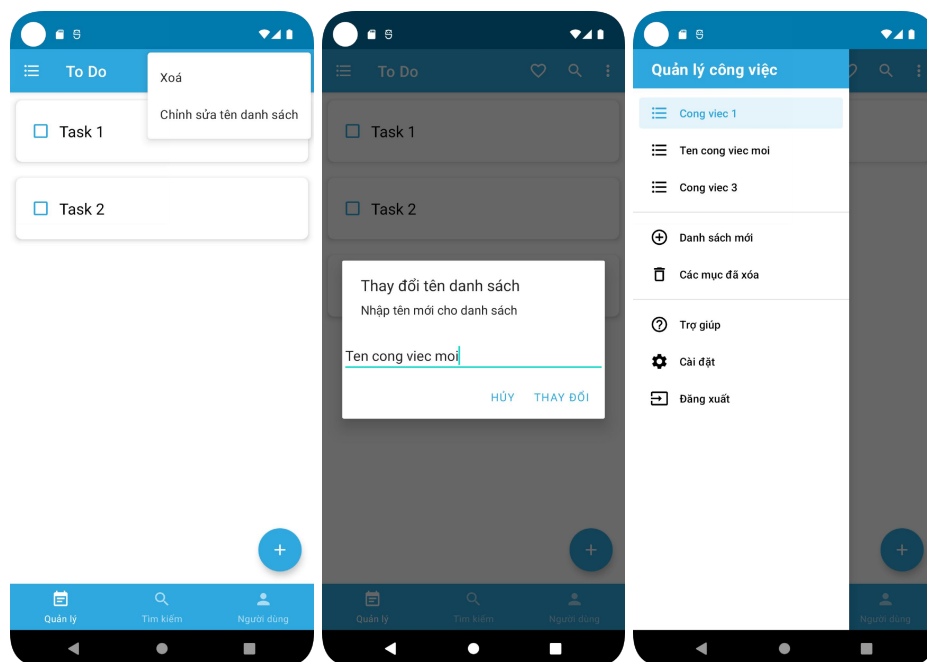 To Do
Xoá
Chỉnh sửa tên danh sách
Task 1
Task 2
+
Quản lý
Tìm kiếm
Người dùng
To Do
Task 1
Task 2
Thay đổi tên danh sách
Nhập tên mới cho danh sách
Ten cong viec moi
HỦY THAY ĐỔI
+
Quản lý
Tìm kiếm
Người dùng
Quản lý công việc
Cong viec 1
Ten cong viec moi
Cong viec 3
Danh sách mới
Các mục đã xóa
Trợ giúp
Cài đặt
Đăng xuất
+
Người dùng